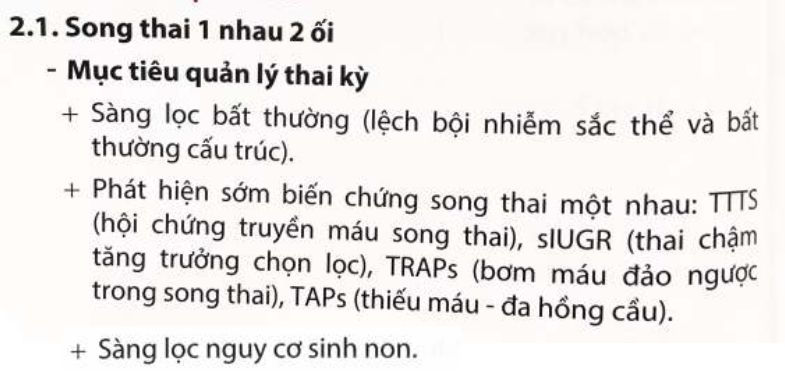 2.1. Song thai 1 nhau 2 ối
- Mục tiêu quản lý thai kỳ
+ Sàng lọc bất thường (lệch bội nhiễm sắc thể và bất
thường cấu trúc).
+ Phát hiện sớm biến chứng song thai một nhau: TTTS
(hội chứng truyền máu song thai), sIUGR (thai chậm
tăng trưởng chọn lọc), TRAPs (bơm máu đảo ngược
trong song thai), TAPs (thiếu máu - đa hồng cầu).
+ Sàng lọc nguy cơ sinh non.